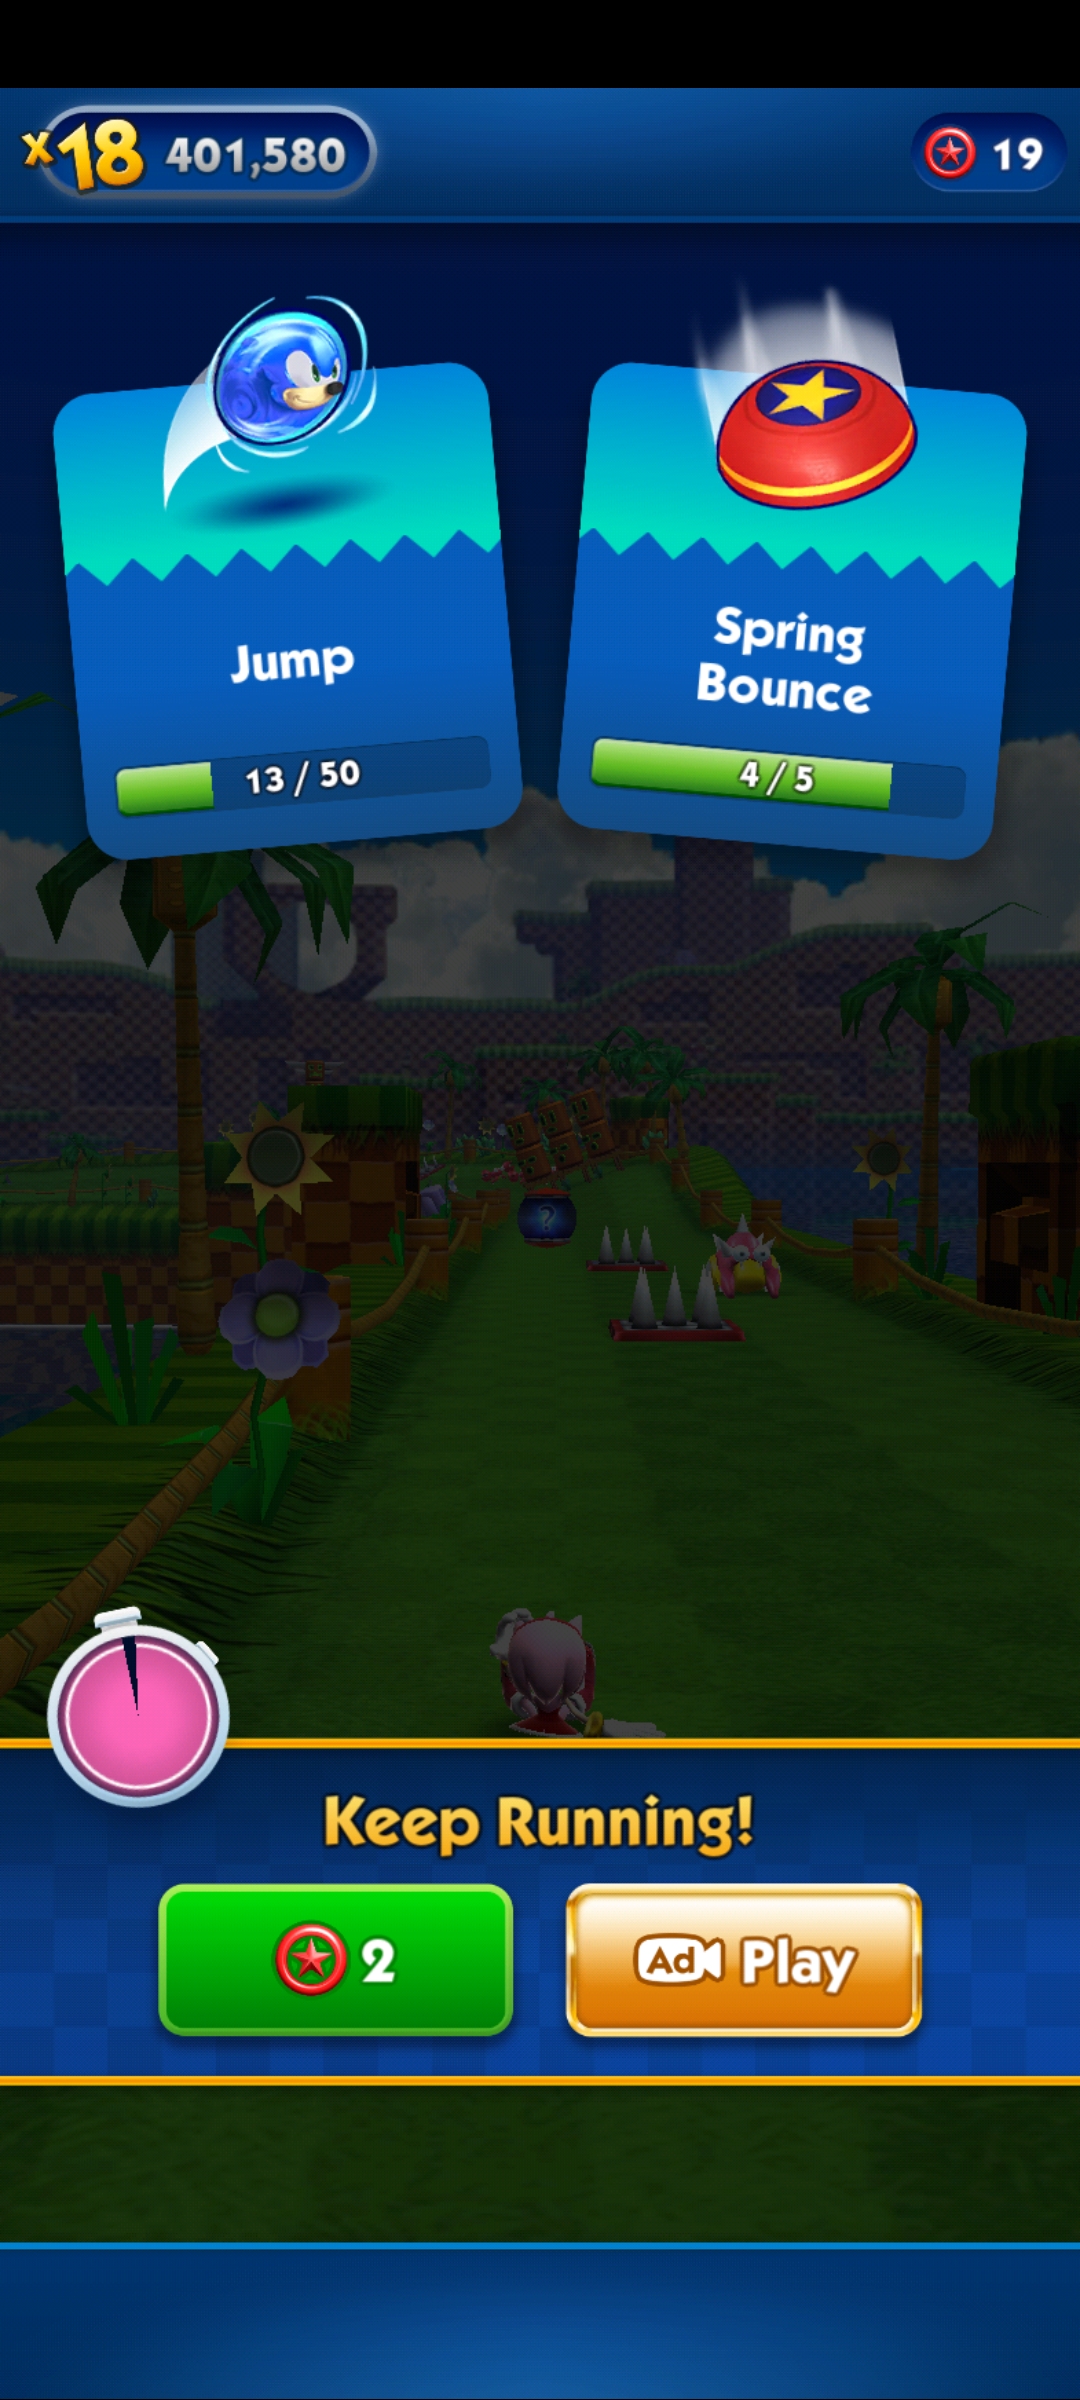 x18 401,580
19
Jump
13 / 50
Spring
Bounce
4 / 5
?
Keep Running!
2
Ad Play